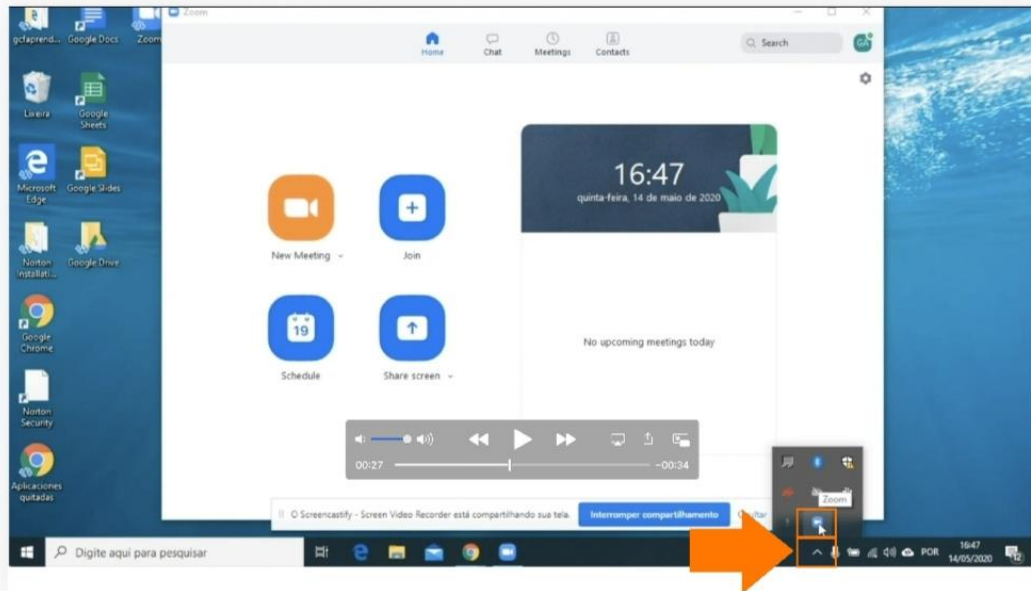 gcfaprend...
Google Docs
Zoom
Zoom
Home
Chat
Meetings
Contacts
Search
GA
Lixeira
Google
Sheets
Microsoft
Edge
Google Slides
Norton
Installati...
Google Drive
Google
Chrome
Norton
Security
Aplicaciones
quitadas
16:47
quinta-feira, 14 de maio de 2020
New Meeting
Join
19
Schedule
Share screen
No upcoming meetings today
00:27
-00:34
Zoom
O Screencastify - Screen Video Recorder está compartilhando sua tela.
Interromper compartilhamento
Digite aqui para pesquisar
POR
16:47
14/05/2020
12